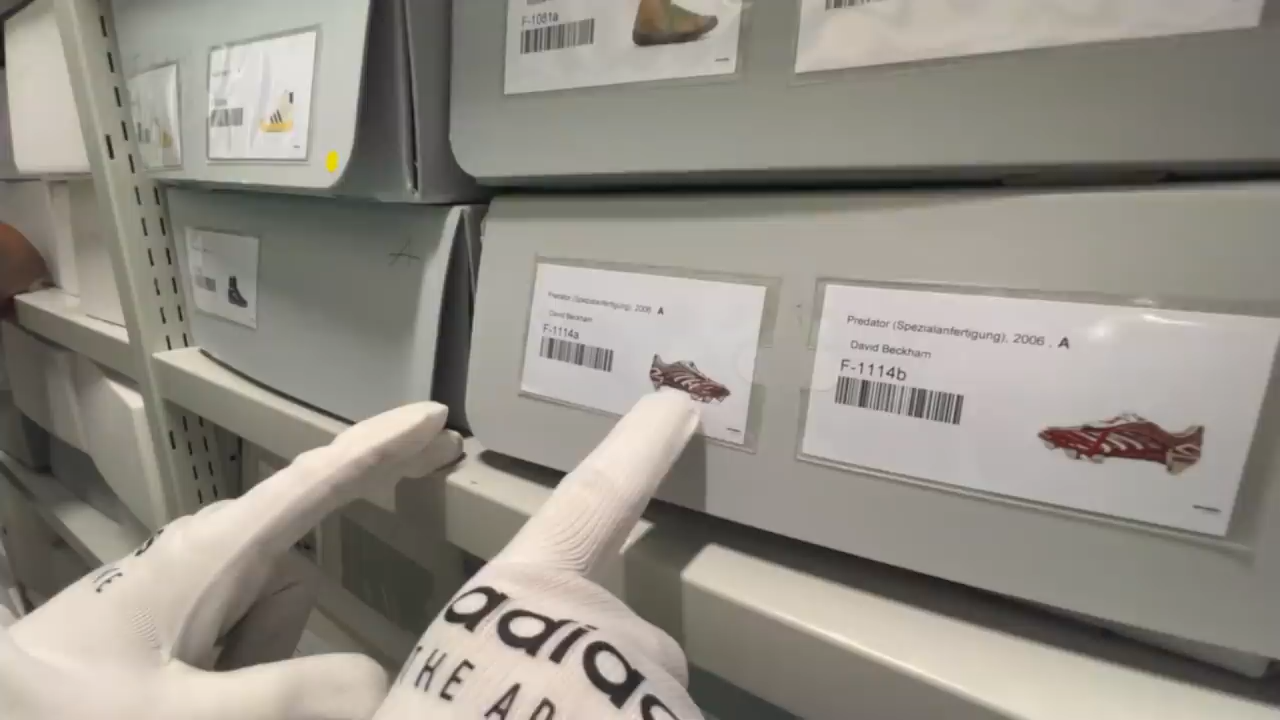 F-1081a
Predator (Spezialanfertigung), 2006 A
David Beckham
F-1114a
Predator (Spezialanfertigung), 2006 . A
David Beckham
F-1114b
A
adidas
THE AR